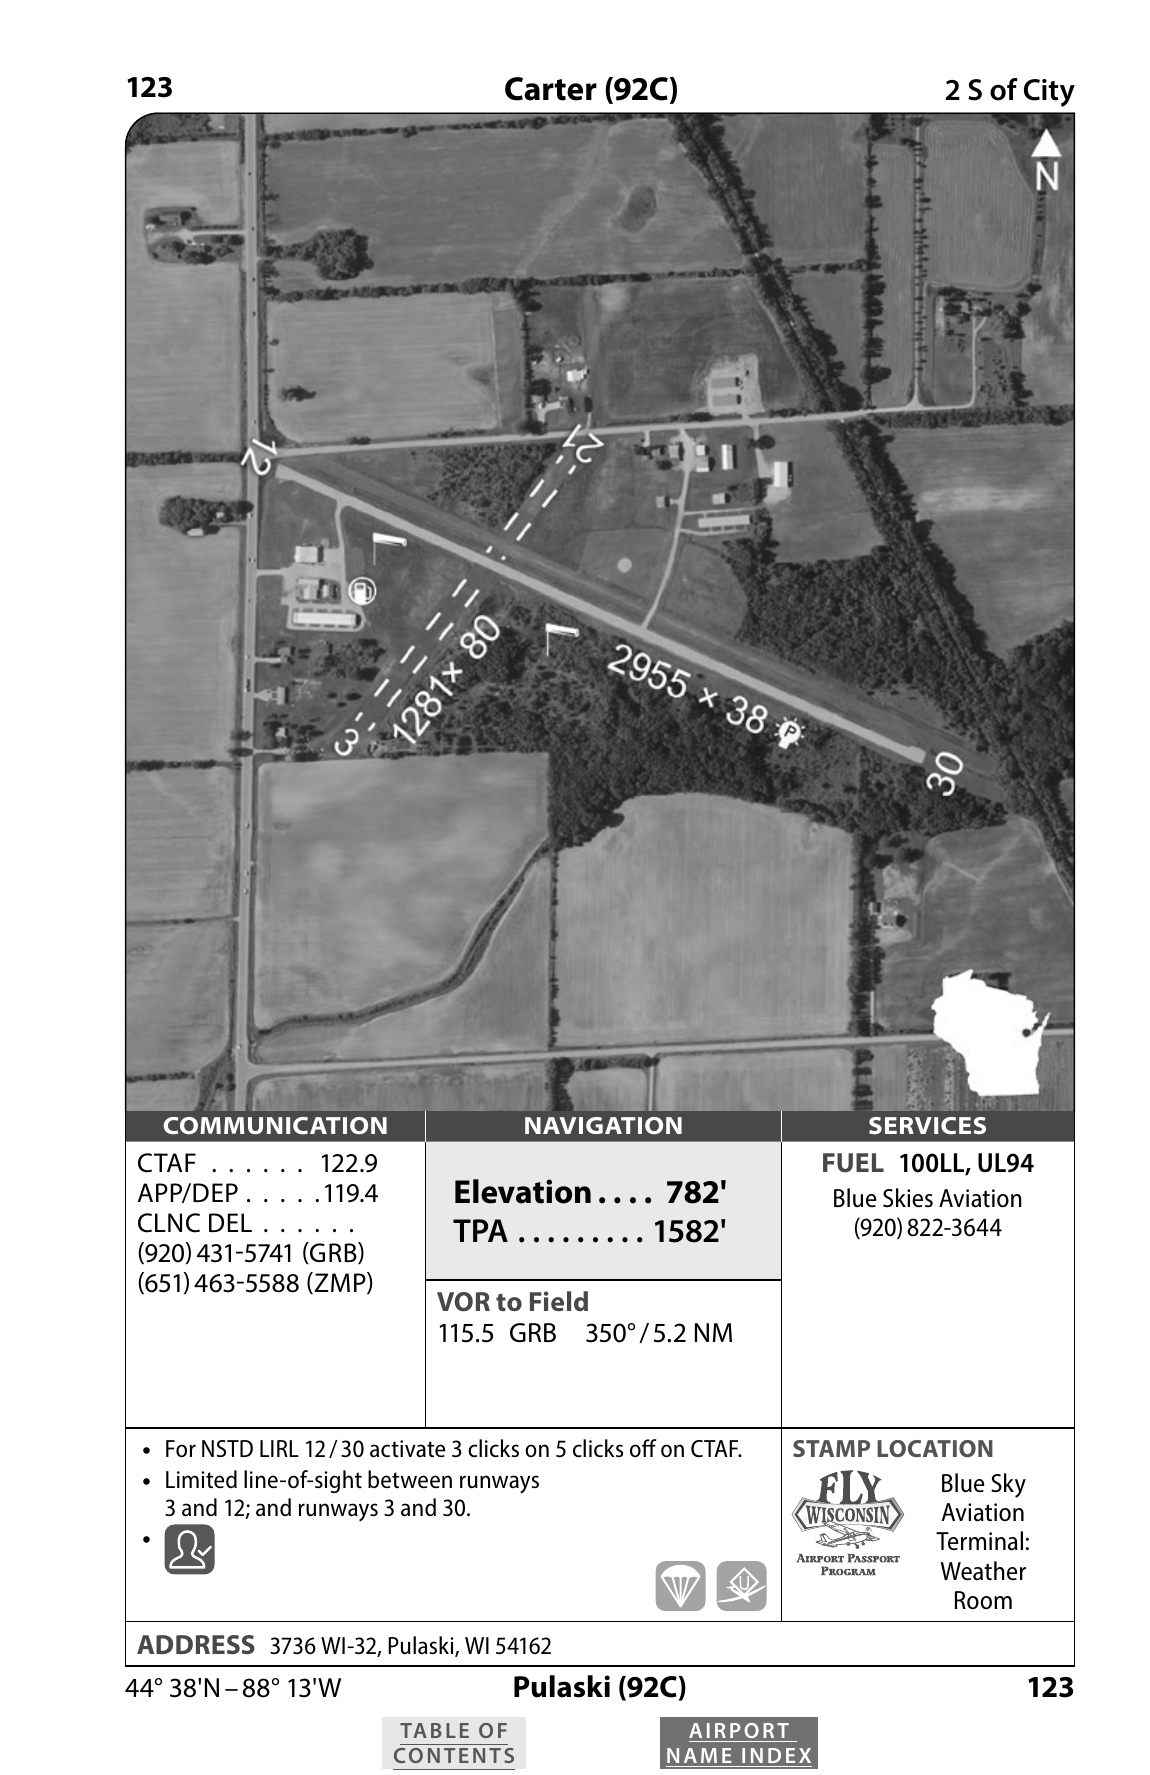 123 Carter (92C) 2 S of City
N
12
21
1281× 80
2955 × 38 P
3
30
COMMUNICATION NAVIGATION SERVICES
CTAF . . . . . . 122.9
APP/DEP . . . . . 119.4
CLNC DEL . . . . . .
(920) 431-5741 (GRB)
(651) 463-5588 (ZMP)
Elevation . . . . 782'
TPA . . . . . . . . . 1582'
VOR to Field
115.5 GRB 350° / 5.2 NM
FUEL 100LL, UL94
Blue Skies Aviation
(920) 822-3644
• For NSTD LIRL 12 / 30 activate 3 clicks on 5 clicks off on CTAF.
• Limited line-of-sight between runways
3 and 12; and runways 3 and 30.
•
U
STAMP LOCATION
FLY
WISCONSIN
AIRPORT PASSPORT
PROGRAM
Blue Sky
Aviation
Terminal:
Weather
Room
ADDRESS 3736 WI-32, Pulaski, WI 54162
44° 38'N – 88° 13'W Pulaski (92C) 123
TABLE OF
CONTENTS
AIRPORT
NAME INDEX